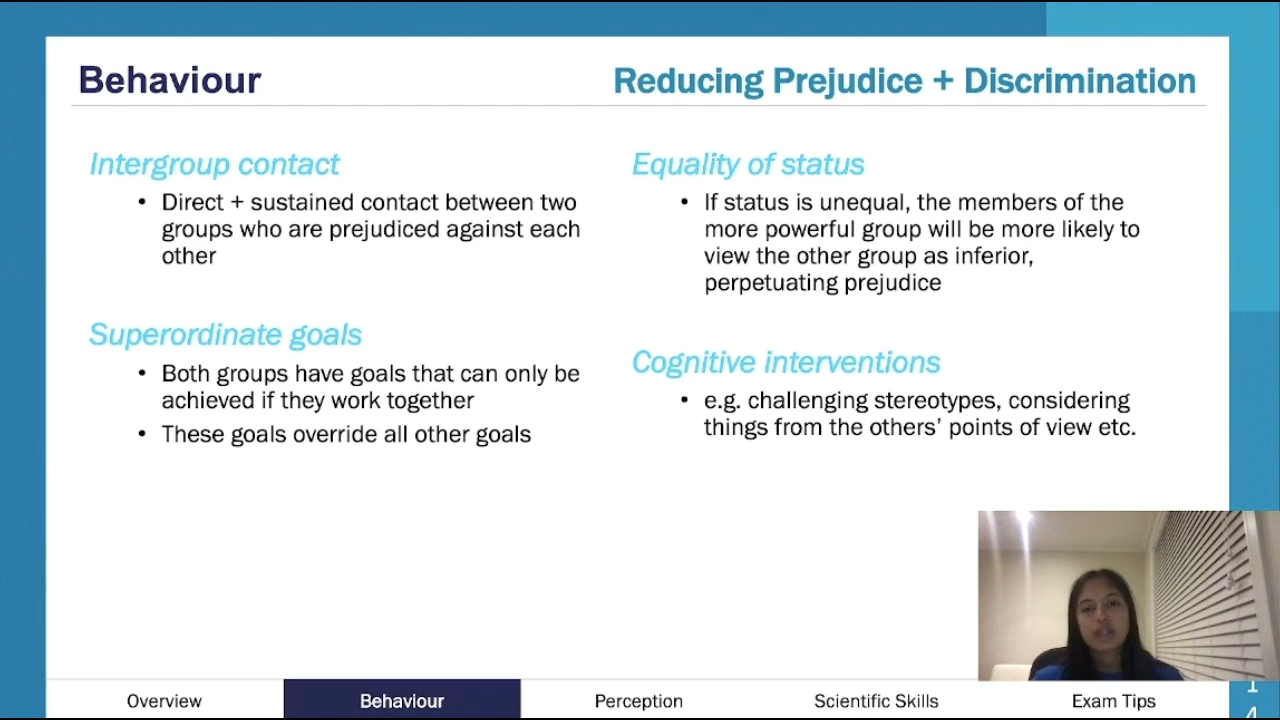 Behaviour
Reducing Prejudice + Discrimination
Intergroup contact
• Direct + sustained contact between two
groups who are prejudiced against each
other
Superordinate goals
• Both groups have goals that can only be
achieved if they work together
• These goals override all other goals
Equality of status
• If status is unequal, the members of the
more powerful group will be more likely to
view the other group as inferior,
perpetuating prejudice
Cognitive interventions
• e.g. challenging stereotypes, considering
things from the others' points of view etc.
Overview
Behaviour
Perception
Scientific Skills
Exam Tips
1
4